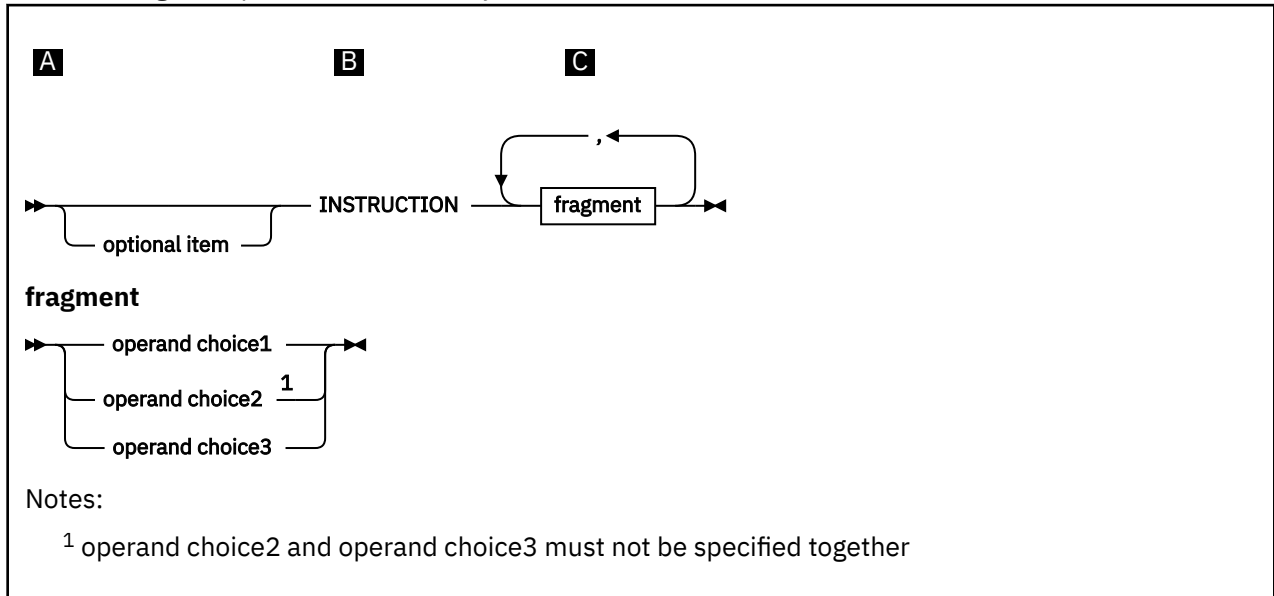 A B C
,
optional item
INSTRUCTION
fragment
fragment
operand choice1
operand choice2 1
operand choice3
Notes:
1 operand choice2 and operand choice3 must not be specified together